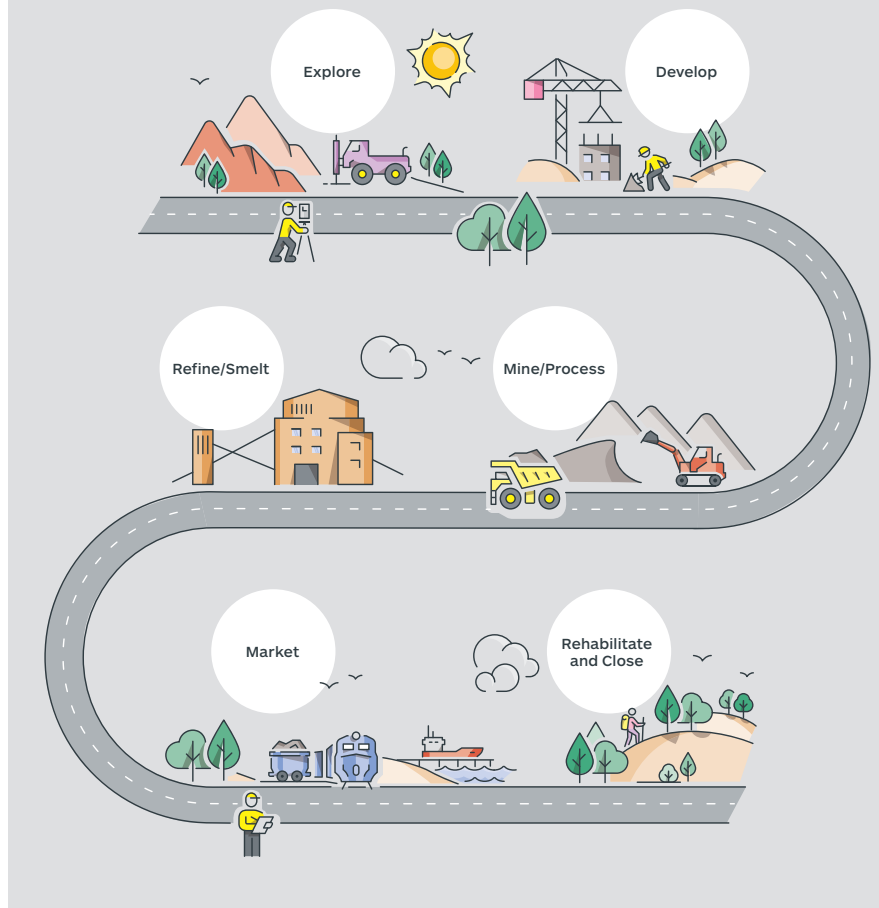 Explore
Develop
Refine/Smelt
Mine/Process
Market
Rehabilitate
and Close